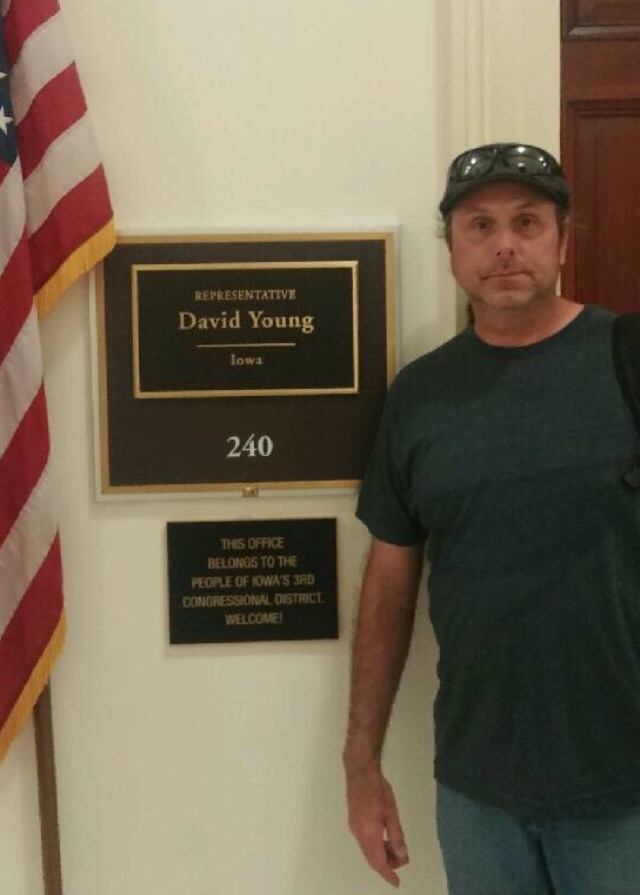 REPRESENTATIVE
David Young
Iowa
240
THIS OFFICE
BELONGS TO THE
PEOPLE OF IOWA'S 3RD
CONGRESSIONAL DISTRICT.
WELCOME!